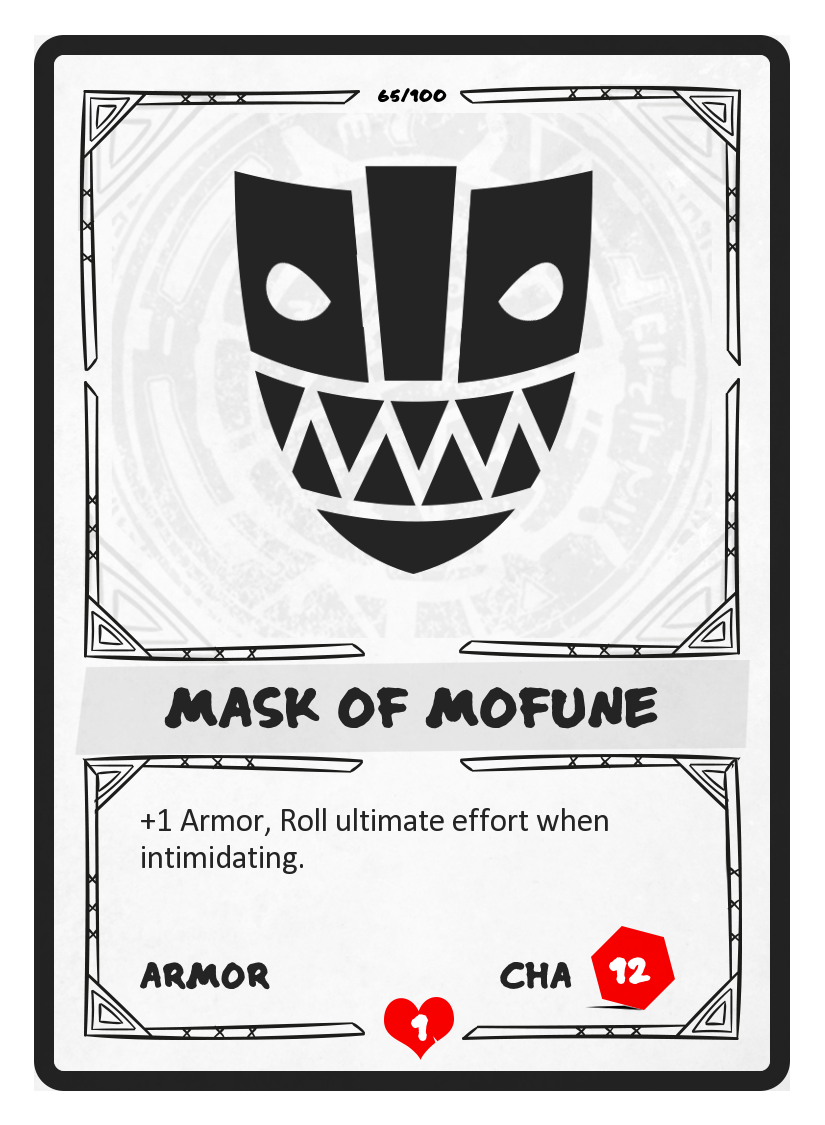 65/100
MASK OF MOFUNE
+1 Armor, Roll ultimate effort when
intimidating.
ARMOR
CHA 12
1